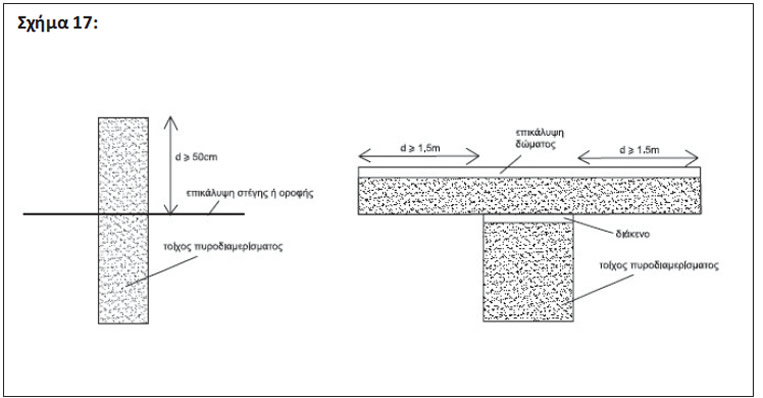 Σχήμα 17:
d ⩾ 50cm
επικάλυψη στέγης ή οροφής
τοίχος πυροδιαμερίσματος
d ⩾ 1,5m
επικάλυψη
δώματος
d ⩾ 1,5m
διάκενο
τοίχος πυροδιαμερίσματος